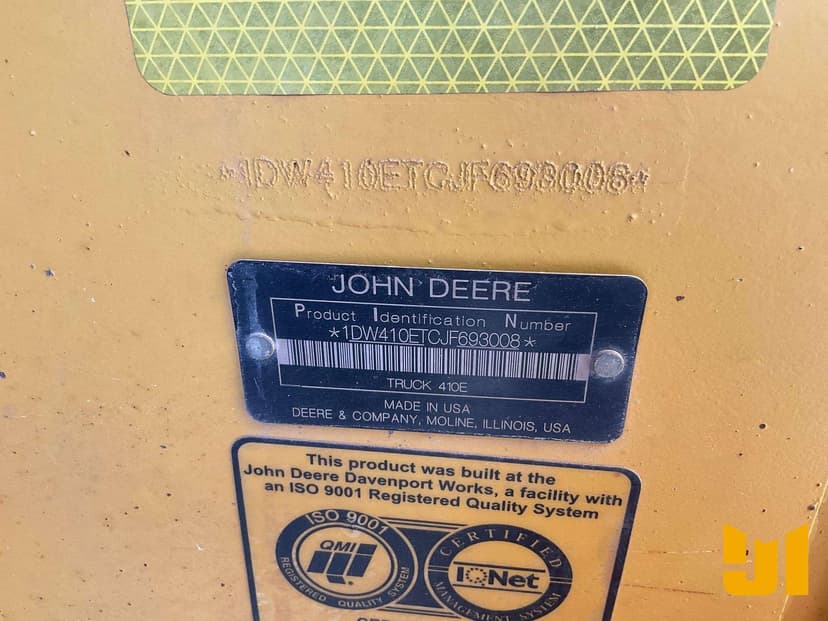 *1DW410ETCJF693008*
JOHN DEERE
Product Identification Number
*1DW410ETCJF693008*
TRUCK 410E
MADE IN USA
DEERE & COMPANY, MOLINE, ILLINOIS, USA
This product was built at the
John Deere Davenport Works, a facility with
an ISO 9001 Registered Quality System
ISO 9001
QMI
REGISTERED QUALITY SYSTEM
CERTIFIED
IQNet
MANAGEMENT SYSTEM